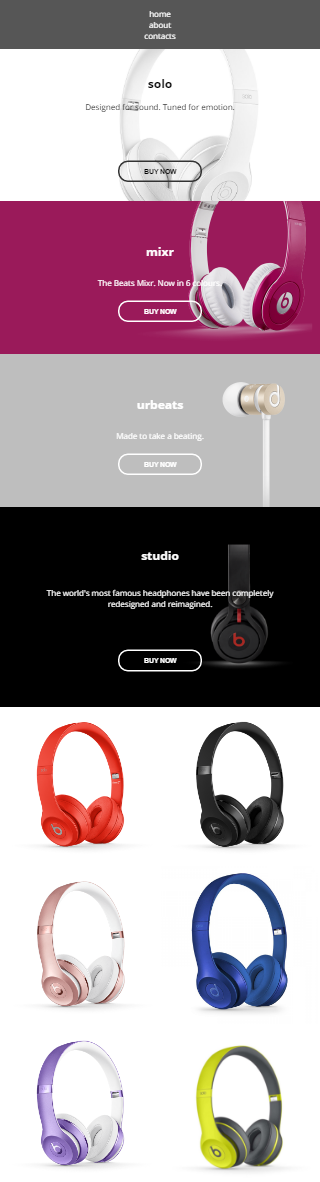 home
about
contacts
solo
Designed for sound. Tuned for emotion.
BUY NOW
mixr
The Beats Mixr. Now in 6 colours.
BUY NOW
urbeats
Made to take a beating.
BUY NOW
studio
The world's most famous headphones have been completely
redesigned and reimagined.
BUY NOW